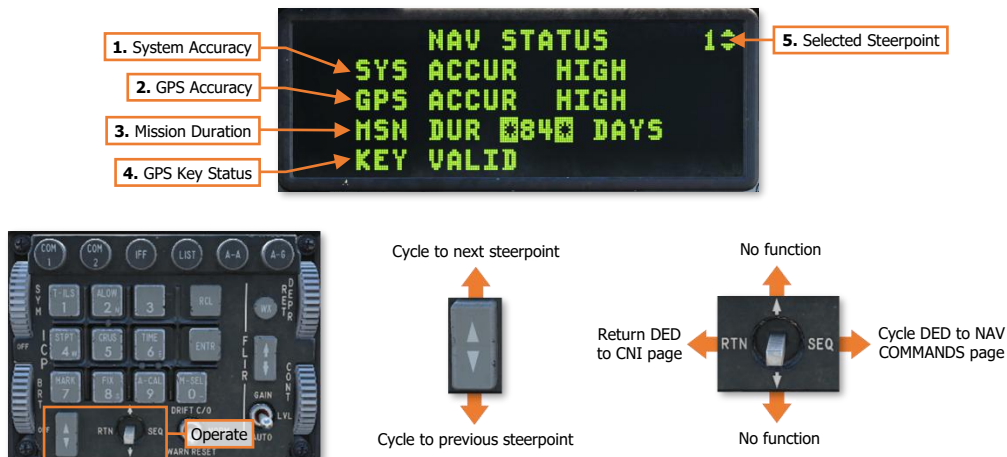 NAV STATUS 1
SYS ACCUR HIGH
GPS ACCUR HIGH
MSN DUR *84* DAYS
KEY VALID
1. System Accuracy
2. GPS Accuracy
3. Mission Duration
4. GPS Key Status
5. Selected Steerpoint
COM 1
COM 2
IFF
LIST
A-A
A-G
SYM
T-ILS 1
ALOW 2 N
3
RCL
RET DEPR
WX
OFF
ICP
STPT 4 W
CRUS 5
TIME 6 E
ENTR
FLIR
BRT
MARK 7
FIX 8 S
A-CAL 9
M-SEL 0
CONT
GAIN
LVL
AUTO
DRIFT C/O
RTN
SEQ
WARN RESET
Operate
Cycle to next steerpoint
Cycle to previous steerpoint
No function
Return DED
to CNI page
RTN
SEQ
Cycle DED to NAV
COMMANDS page
No function